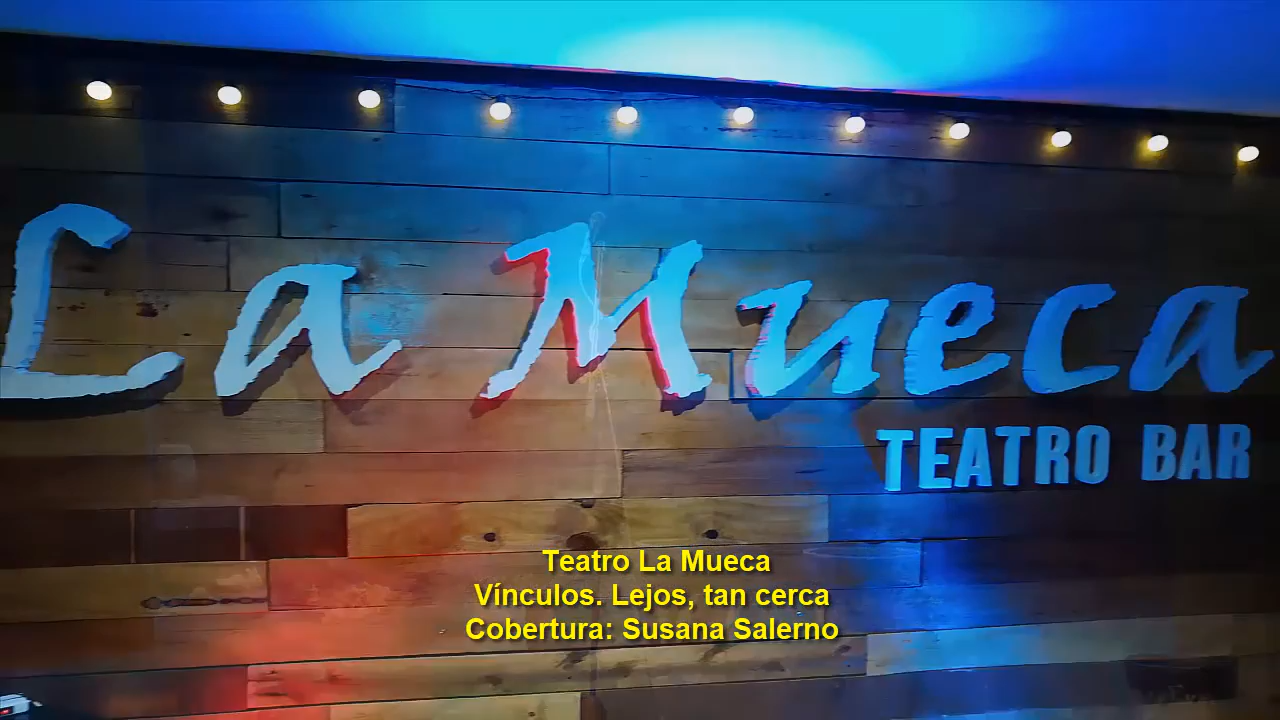 La Mueca
TEATRO BAR
Teatro La Mueca
Vínculos. Lejos, tan cerca
Cobertura: Susana Salerno